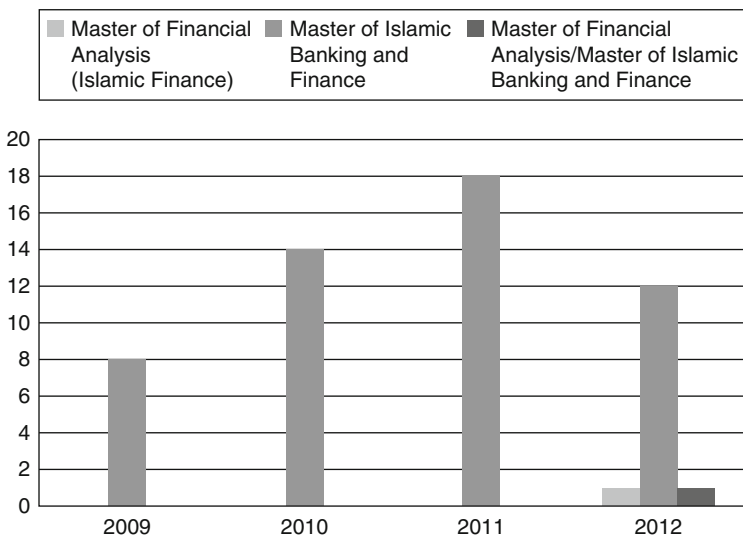 Master of Financial
Analysis
(Islamic Finance)
Master of Islamic
Banking and
Finance
Master of Financial
Analysis/Master of Islamic
Banking and Finance
20
18
16
14
12
10
8
6
4
2
0
2009
2010
2011
2012